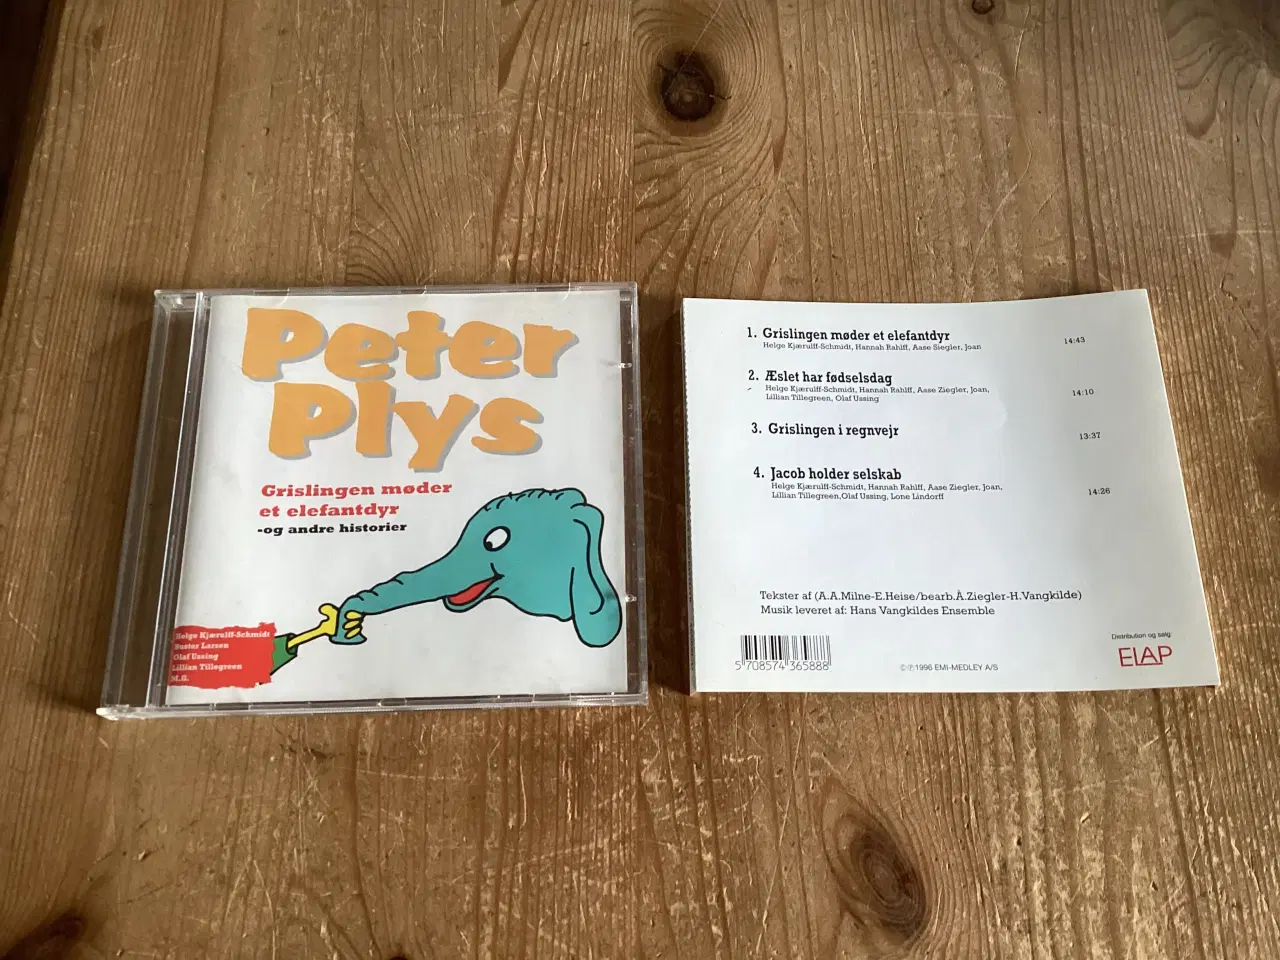 Peter
Plys
Grislingen møder
et elefantdyr
-og andre historier
Helge Kjærulff-Schmidt
Buster Larsen
Olaf Ussing
Lillian Tillegreen
M.fl.
1. Grislingen møder et elefantdyr 14:43
Helge Kjærulff-Schmidt, Hannah Rahlff, Aase Siegler, Joan
2. Æslet har fødselsdag 14:10
Helge Kjærulff-Schmidt, Hannah Rahlff, Aase Ziegler, Joan,
Lillian Tillegreen, Olaf Ussing
3. Grislingen i regnvejr 13:37
4. Jacob holder selskab 14:26
Helge Kjærulff-Schmidt, Hannah Rahlff, Aase Ziegler, Joan,
Lillian Tillegreen,Olaf Ussing, Lone Lindorff
Tekster af (A.A.Milne-E.Heise/bearb.Å.Ziegler-H.Vangkilde)
Musik leveret af: Hans Vangkildes Ensemble
5 708574 365888
©℗1996 EMI-MEDLEY A/S
Distribution og salg:
ELAP